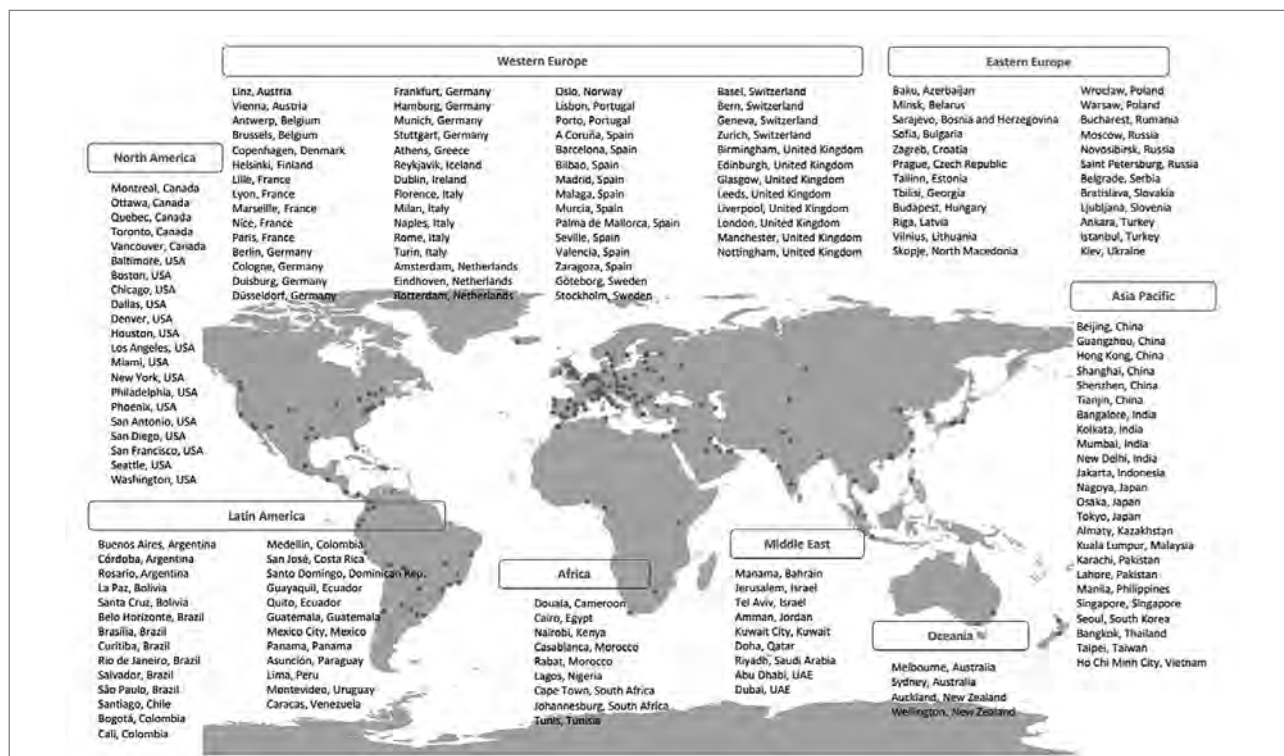 Western Europe
Linz, Austria
Vienna, Austria
Antwerp, Belgium
Brussels, Belgium
Copenhagen, Denmark
Helsinki, Finland
Lille, France
Lyon, France
Marseille, France
Nice, France
Paris, France
Berlin, Germany
Cologne, Germany
Duisburg, Germany
Düsseldorf, Germany
Frankfurt, Germany
Hamburg, Germany
Munich, Germany
Stuttgart, Germany
Athens, Greece
Reykjavik, Iceland
Dublin, Ireland
Florence, Italy
Milan, Italy
Naples, Italy
Rome, Italy
Turin, Italy
Amsterdam, Netherlands
Eindhoven, Netherlands
Rotterdam, Netherlands
Oslo, Norway
Lisbon, Portugal
Porto, Portugal
A Coruña, Spain
Barcelona, Spain
Bilbao, Spain
Madrid, Spain
Malaga, Spain
Murcia, Spain
Palma de Mallorca, Spain
Seville, Spain
Valencia, Spain
Zaragoza, Spain
Göteborg, Sweden
Stockholm, Sweden
Basel, Switzerland
Bern, Switzerland
Geneva, Switzerland
Zurich, Switzerland
Birmingham, United Kingdom
Edinburgh, United Kingdom
Glasgow, United Kingdom
Leeds, United Kingdom
Liverpool, United Kingdom
London, United Kingdom
Manchester, United Kingdom
Nottingham, United Kingdom
Eastern Europe
Baku, Azerbaijan
Minsk, Belarus
Sarajevo, Bosnia and Herzegovina
Sofia, Bulgaria
Zagreb, Croatia
Prague, Czech Republic
Tallinn, Estonia
Tbilisi, Georgia
Budapest, Hungary
Riga, Latvia
Vilnius, Lithuania
Skopje, North Macedonia
Wroclaw, Poland
Warsaw, Poland
Bucharest, Rumania
Moscow, Russia
Novosibirsk, Russia
Saint Petersburg, Russia
Belgrade, Serbia
Bratislava, Slovakia
Ljubljana, Slovenia
Ankara, Turkey
Istanbul, Turkey
Kiev, Ukraine
North America
Montreal, Canada
Ottawa, Canada
Quebec, Canada
Toronto, Canada
Vancouver, Canada
Baltimore, USA
Boston, USA
Chicago, USA
Dallas, USA
Denver, USA
Houston, USA
Los Angeles, USA
Miami, USA
New York, USA
Philadelphia, USA
Phoenix, USA
San Antonio, USA
San Diego, USA
San Francisco, USA
Seattle, USA
Washington, USA
Asia Pacific
Beijing, China
Guangzhou, China
Hong Kong, China
Shanghai, China
Shenzhen, China
Tianjin, China
Bangalore, India
Kolkata, India
Mumbai, India
New Delhi, India
Jakarta, Indonesia
Nagoya, Japan
Osaka, Japan
Tokyo, Japan
Almaty, Kazakhstan
Kuala Lumpur, Malaysia
Karachi, Pakistan
Lahore, Pakistan
Manila, Philippines
Singapore, Singapore
Seoul, South Korea
Bangkok, Thailand
Taipei, Taiwan
Ho Chi Minh City, Vietnam
Latin America
Buenos Aires, Argentina
Córdoba, Argentina
Rosario, Argentina
La Paz, Bolivia
Santa Cruz, Bolivia
Belo Horizonte, Brazil
Brasília, Brazil
Curitiba, Brazil
Rio de Janeiro, Brazil
Salvador, Brazil
São Paulo, Brazil
Santiago, Chile
Bogotá, Colombia
Cali, Colombia
Medellín, Colombia
San José, Costa Rica
Santo Domingo, Dominican Rep.
Guayaquil, Ecuador
Quito, Ecuador
Guatemala, Guatemala
Mexico City, Mexico
Panama, Panama
Asunción, Paraguay
Lima, Peru
Montevideo, Uruguay
Caracas, Venezuela
Africa
Douala, Cameroon
Cairo, Egypt
Nairobi, Kenya
Casablanca, Morocco
Rabat, Morocco
Lagos, Nigeria
Cape Town, South Africa
Johannesburg, South Africa
Tunis, Tunisia
Middle East
Manama, Bahrain
Jerusalem, Israel
Tel Aviv, Israel
Amman, Jordan
Kuwait City, Kuwait
Doha, Qatar
Riyadh, Saudi Arabia
Abu Dhabi, UAE
Dubai, UAE
Oceania
Melbourne, Australia
Sydney, Australia
Auckland, New Zealand
Wellington, New Zealand